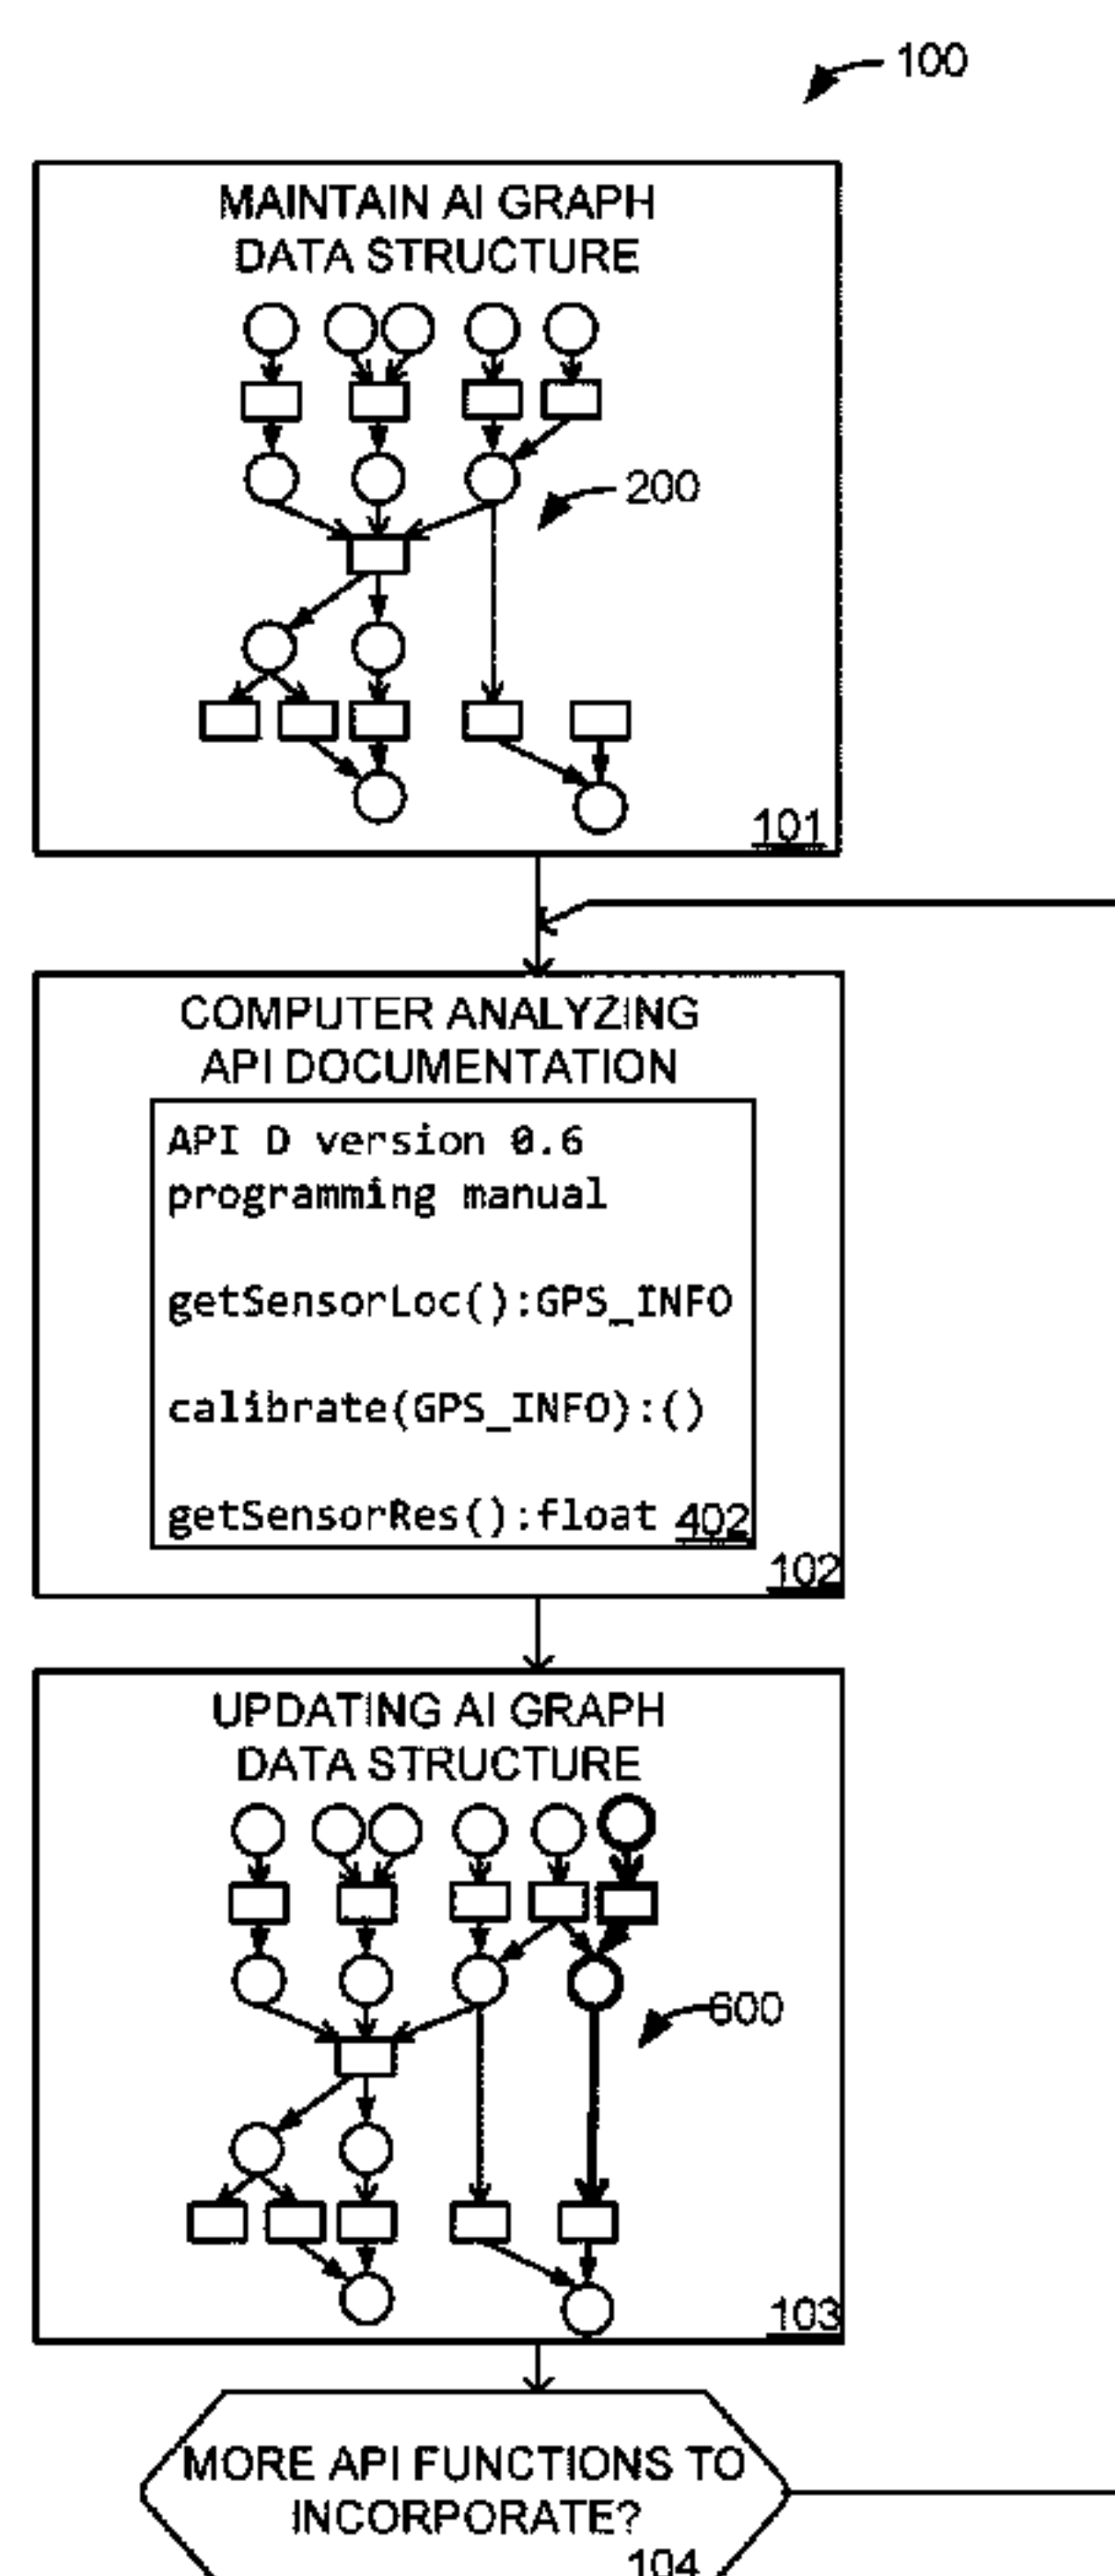 100
MAINTAIN AI GRAPH
DATA STRUCTURE
200
101
COMPUTER ANALYZING
API DOCUMENTATION
API D version 0.6
programming manual
getSensorLoc():GPS_INFO
calibrate(GPS_INFO):()
getSensorRes():float 402
102
UPDATING AI GRAPH
DATA STRUCTURE
600
103
MORE API FUNCTIONS TO
INCORPORATE?
104